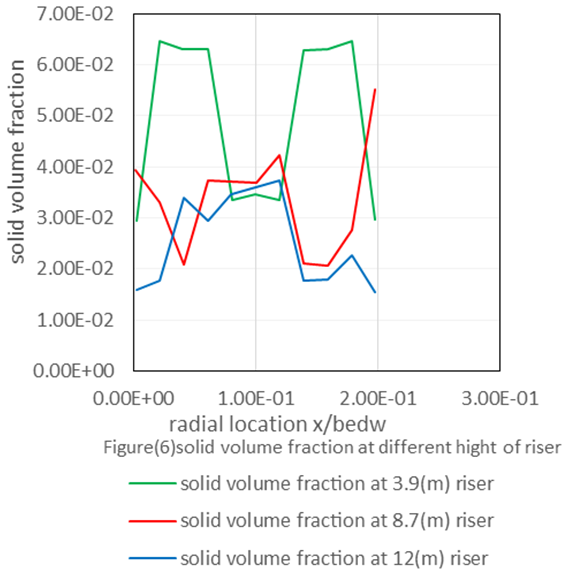 7.00E-02
6.00E-02
5.00E-02
4.00E-02
3.00E-02
2.00E-02
1.00E-02
0.00E+00
solid volume fraction
0.00E+00 1.00E-01 2.00E-01 3.00E-01
radial location x/bedw
Figure(6)solid volume fraction at different hight of riser
solid volume fraction at 3.9(m) riser
solid volume fraction at 8.7(m) riser
solid volume fraction at 12(m) riser